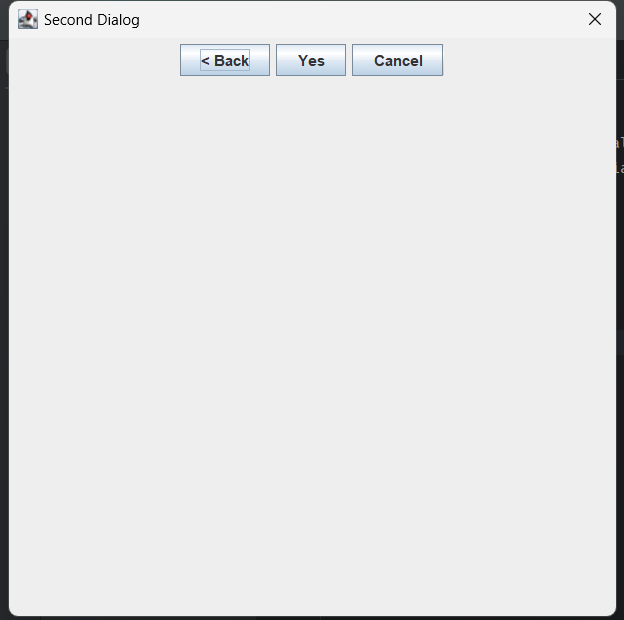 Second Dialog
< Back
Yes
Cancel